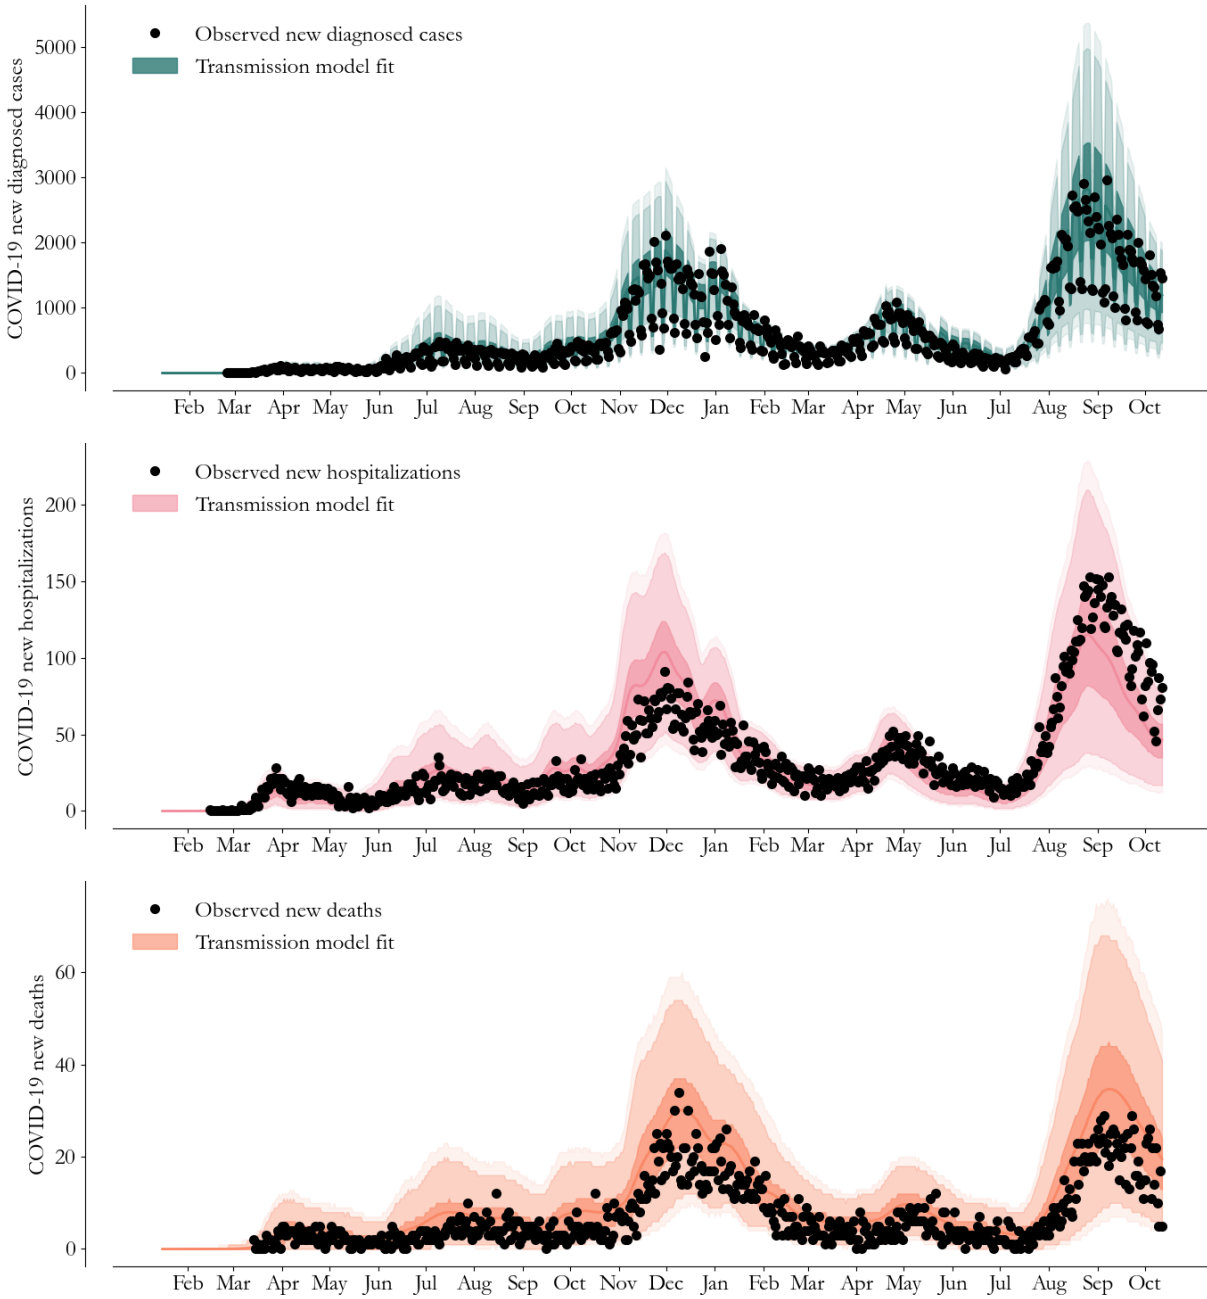 Observed new diagnosed cases
Transmission model fit
COVID-19 new diagnosed cases
5000
4000
3000
2000
1000
0
Feb Mar Apr May Jun Jul Aug Sep Oct Nov Dec Jan Feb Mar Apr May Jun Jul Aug Sep Oct
Observed new hospitalizations
Transmission model fit
COVID-19 new hospitalizations
200
150
100
50
0
Feb Mar Apr May Jun Jul Aug Sep Oct Nov Dec Jan Feb Mar Apr May Jun Jul Aug Sep Oct
Observed new deaths
Transmission model fit
COVID-19 new deaths
60
40
20
0
Feb Mar Apr May Jun Jul Aug Sep Oct Nov Dec Jan Feb Mar Apr May Jun Jul Aug Sep Oct